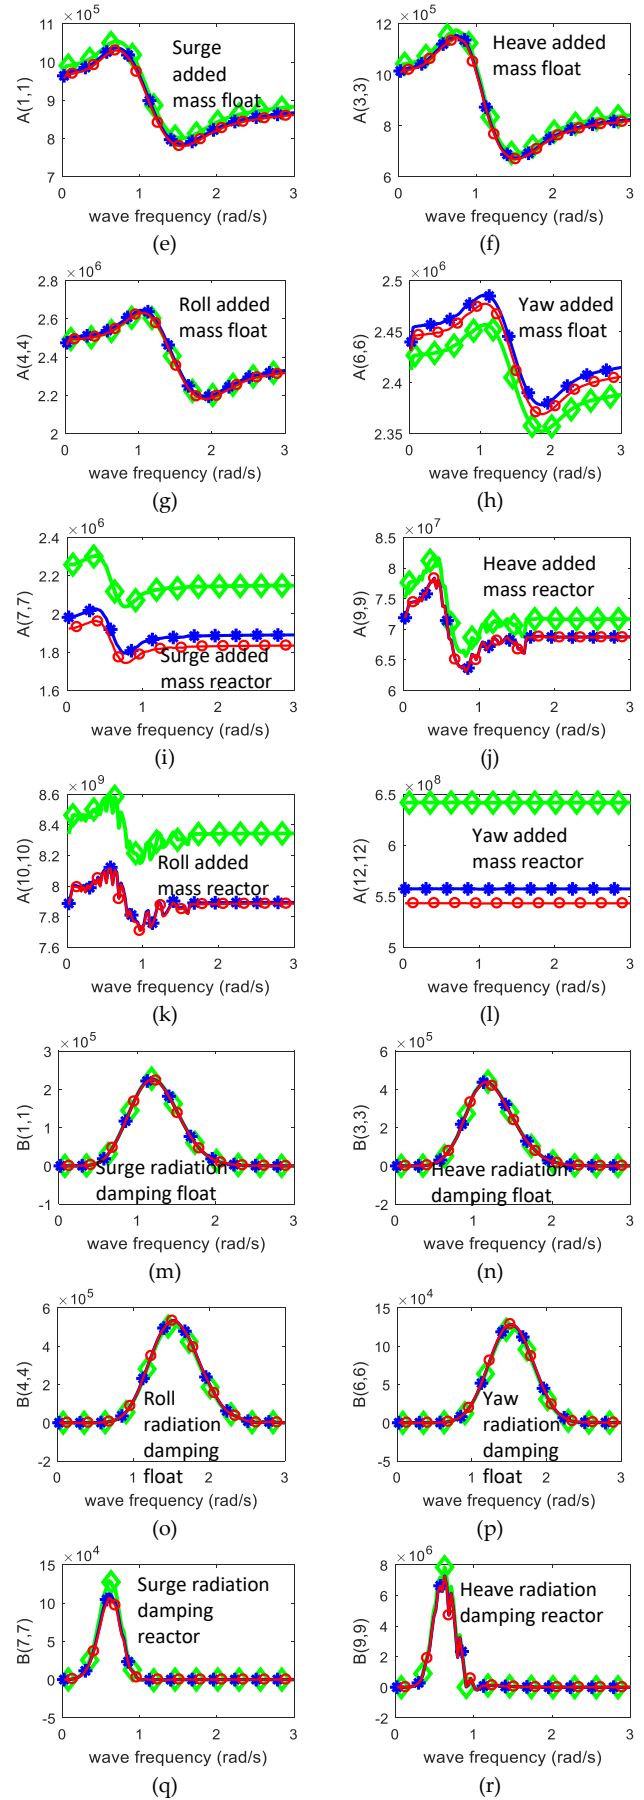 ×10^5
11
10
9
8
7
A(1,1)
Surge
added
mass float
0 1 2 3
wave frequency (rad/s)
(e)
×10^5
12
10
8
6
A(3,3)
Heave added
mass float
0 1 2 3
wave frequency (rad/s)
(f)
×10^6
2.8
2.6
2.4
2.2
2
A(4,4)
Roll added
mass float
0 1 2 3
wave frequency (rad/s)
(g)
×10^6
2.5
2.45
2.4
2.35
A(6,6)
Yaw added
mass float
0 1 2 3
wave frequency (rad/s)
(h)
×10^6
2.4
2.2
2
1.8
1.6
A(7,7)
Surge added
mass reactor
0 1 2 3
wave frequency (rad/s)
(i)
×10^7
8.5
8
7.5
7
6.5
6
A(9,9)
Heave added
mass reactor
0 1 2 3
wave frequency (rad/s)
(j)
×10^9
8.6
8.4
8.2
8
7.8
7.6
A(10,10)
Roll added
mass reactor
0 1 2 3
wave frequency (rad/s)
(k)
×10^8
6.5
6
5.5
5
A(12,12)
Yaw added
mass reactor
0 1 2 3
wave frequency (rad/s)
(l)
×10^5
3
2
1
0
-1
B(1,1)
Surge radiation
damping float
0 1 2 3
wave frequency (rad/s)
(m)
×10^5
6
4
2
0
-2
B(3,3)
Heave radiation
damping float
0 1 2 3
wave frequency (rad/s)
(n)
×10^5
6
4
2
0
-2
B(4,4)
Roll
radiation
damping
float
0 1 2 3
wave frequency (rad/s)
(o)
×10^4
15
10
5
0
-5
B(6,6)
Yaw
radiation
damping
float
0 1 2 3
wave frequency (rad/s)
(p)
×10^4
15
10
5
0
-5
B(7,7)
Surge radiation
damping
reactor
0 1 2 3
wave frequency (rad/s)
(q)
×10^6
8
6
4
2
0
-2
B(9,9)
Heave radiation
damping reactor
0 1 2 3
wave frequency (rad/s)
(r)